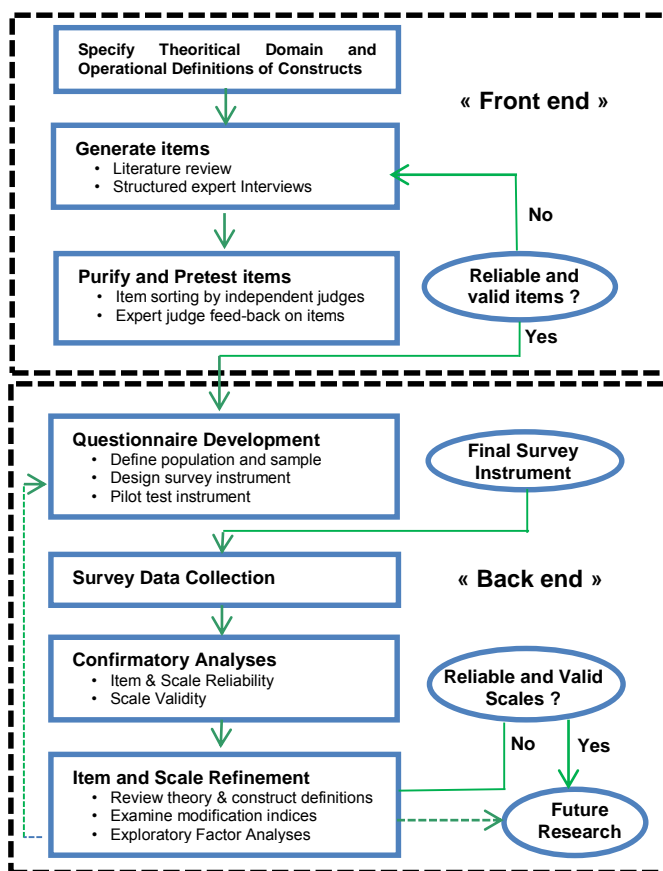 Specify Theoritical Domain and
Operational Definitions of Constructs
« Front end »
Generate items
• Literature review
• Structured expert Interviews
No
Purify and Pretest items
• Item sorting by independent judges
• Expert judge feed-back on items
Reliable and
valid items ?
Yes
Questionnaire Development
• Define population and sample
• Design survey instrument
• Pilot test instrument
Final Survey
Instrument
Survey Data Collection
« Back end »
Confirmatory Analyses
• Item & Scale Reliability
• Scale Validity
Reliable and Valid
Scales ?
No
Yes
Item and Scale Refinement
• Review theory & construct definitions
• Examine modification indices
• Exploratory Factor Analyses
Future
Research